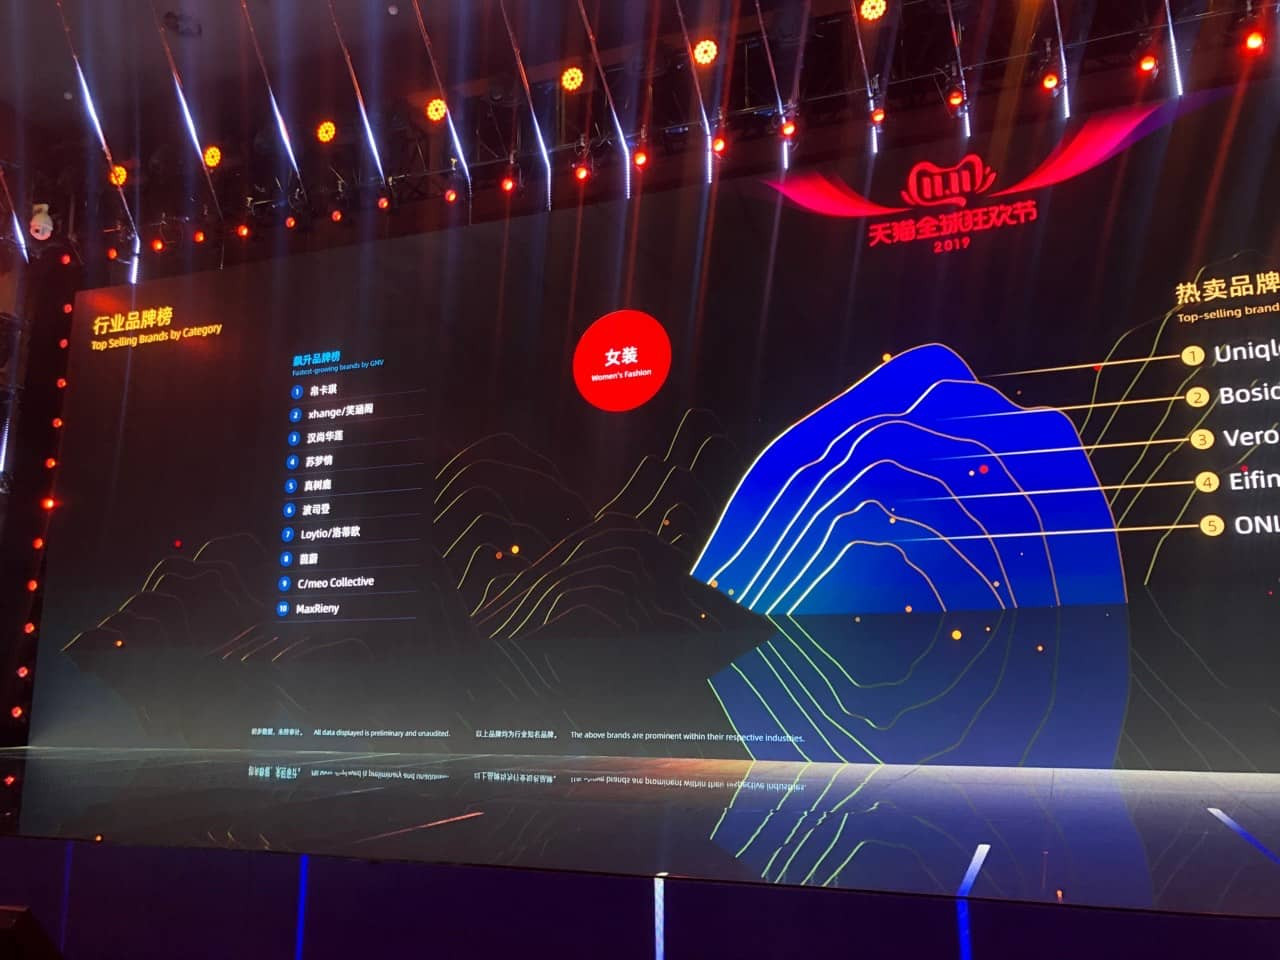 11.11
天猫全球狂欢节
2019
行业品牌榜
Top Selling Brands by Category
飙升品牌榜
Fastest-growing brands by GMV
1 帛卡琪
2 xhange/笑涵阁
3 汉尚华莲
4 苏梦情
5 真树鹿
6 波司登
7 Loytio/洛蒂欧
8
9 C/meo Collective
10 MaxRieny
女装
Women's Fashion
热卖品牌
Top-selling brand
1 Uniql
2 Bosid
3 Vero
4 Eifin
5 ONL
初步数据，未经审计。 All data displayed is preliminary and unaudited. 以上品牌均为行业知名品牌。 The above brands are prominent within their respective industries.